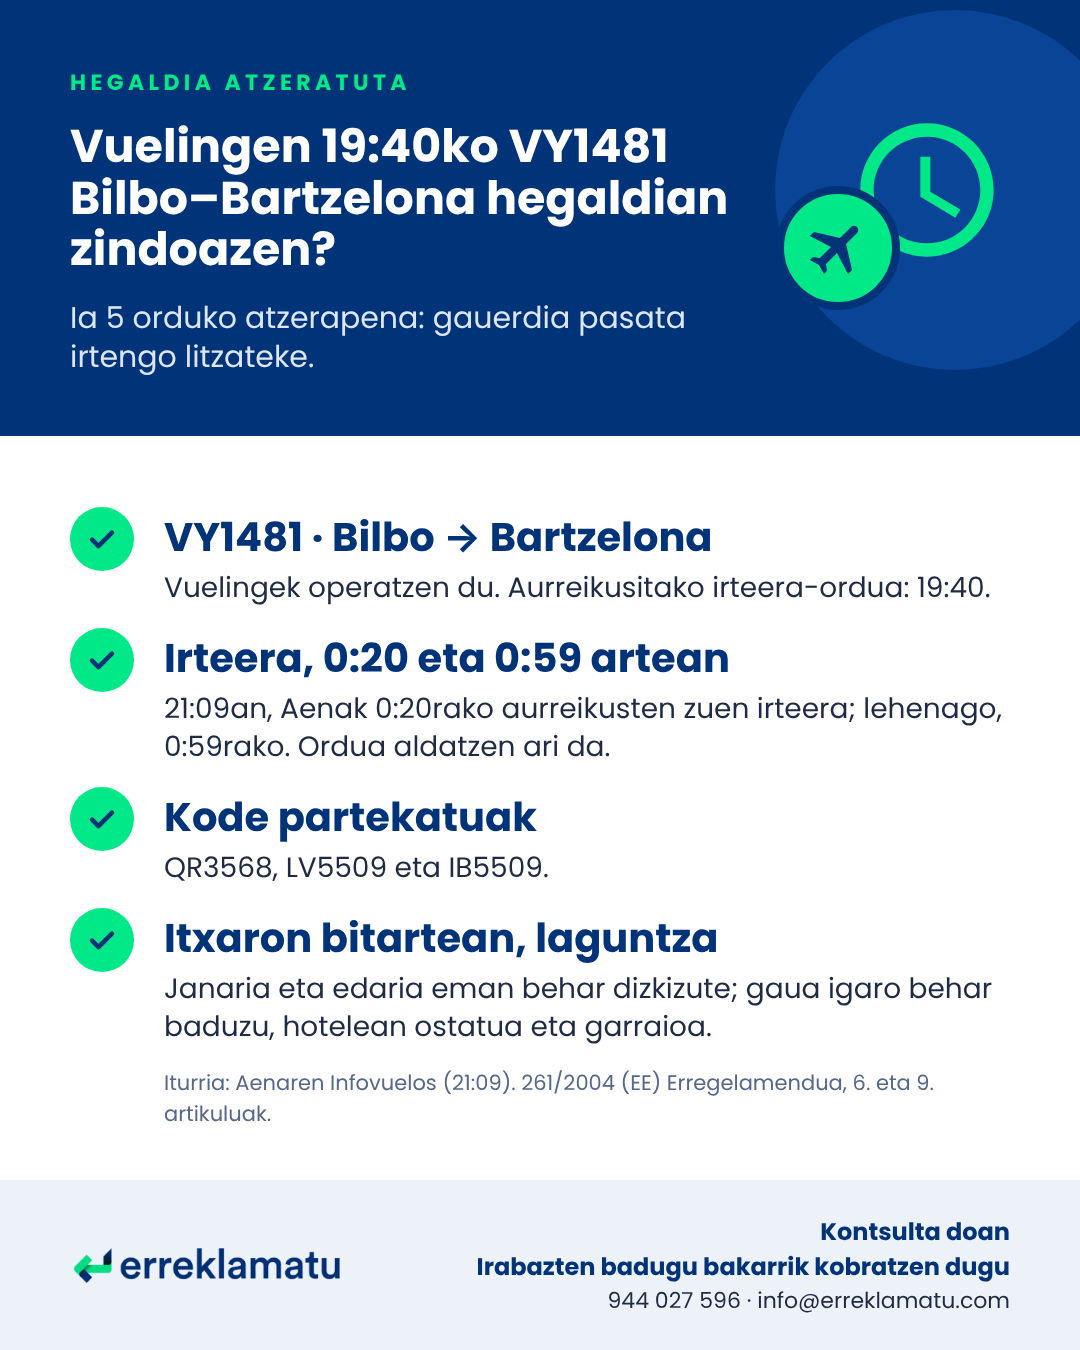 HEGALDIA ATZERATUTA
Vuelingen 19:40ko VY1481
Bilbo–Bartzelona hegaldian
zindoazen?
Ia 5 orduko atzerapena: gauerdia pasata
irtengo litzateke.
VY1481 · Bilbo → Bartzelona
Vuelingek operatzen du. Aurreikusitako irteera-ordua: 19:40.
Irteera, 0:20 eta 0:59 artean
21:09an, Aenak 0:20rako aurreikusten zuen irteera; lehenago,
0:59rako. Ordua aldatzen ari da.
Kode partekatuak
QR3568, LV5509 eta IB5509.
Itxaron bitartean, laguntza
Janaria eta edaria eman behar dizkizute; gaua igaro behar
baduzu, hotelean ostatua eta garraioa.
Iturria: Aenaren Infovuelos (21:09). 261/2004 (EE) Erregelamendua, 6. eta 9.
artikuluak.
erreklamatu
Kontsulta doan
Irabazten badugu bakarrik kobratzen dugu
944 027 596 · info@erreklamatu.com